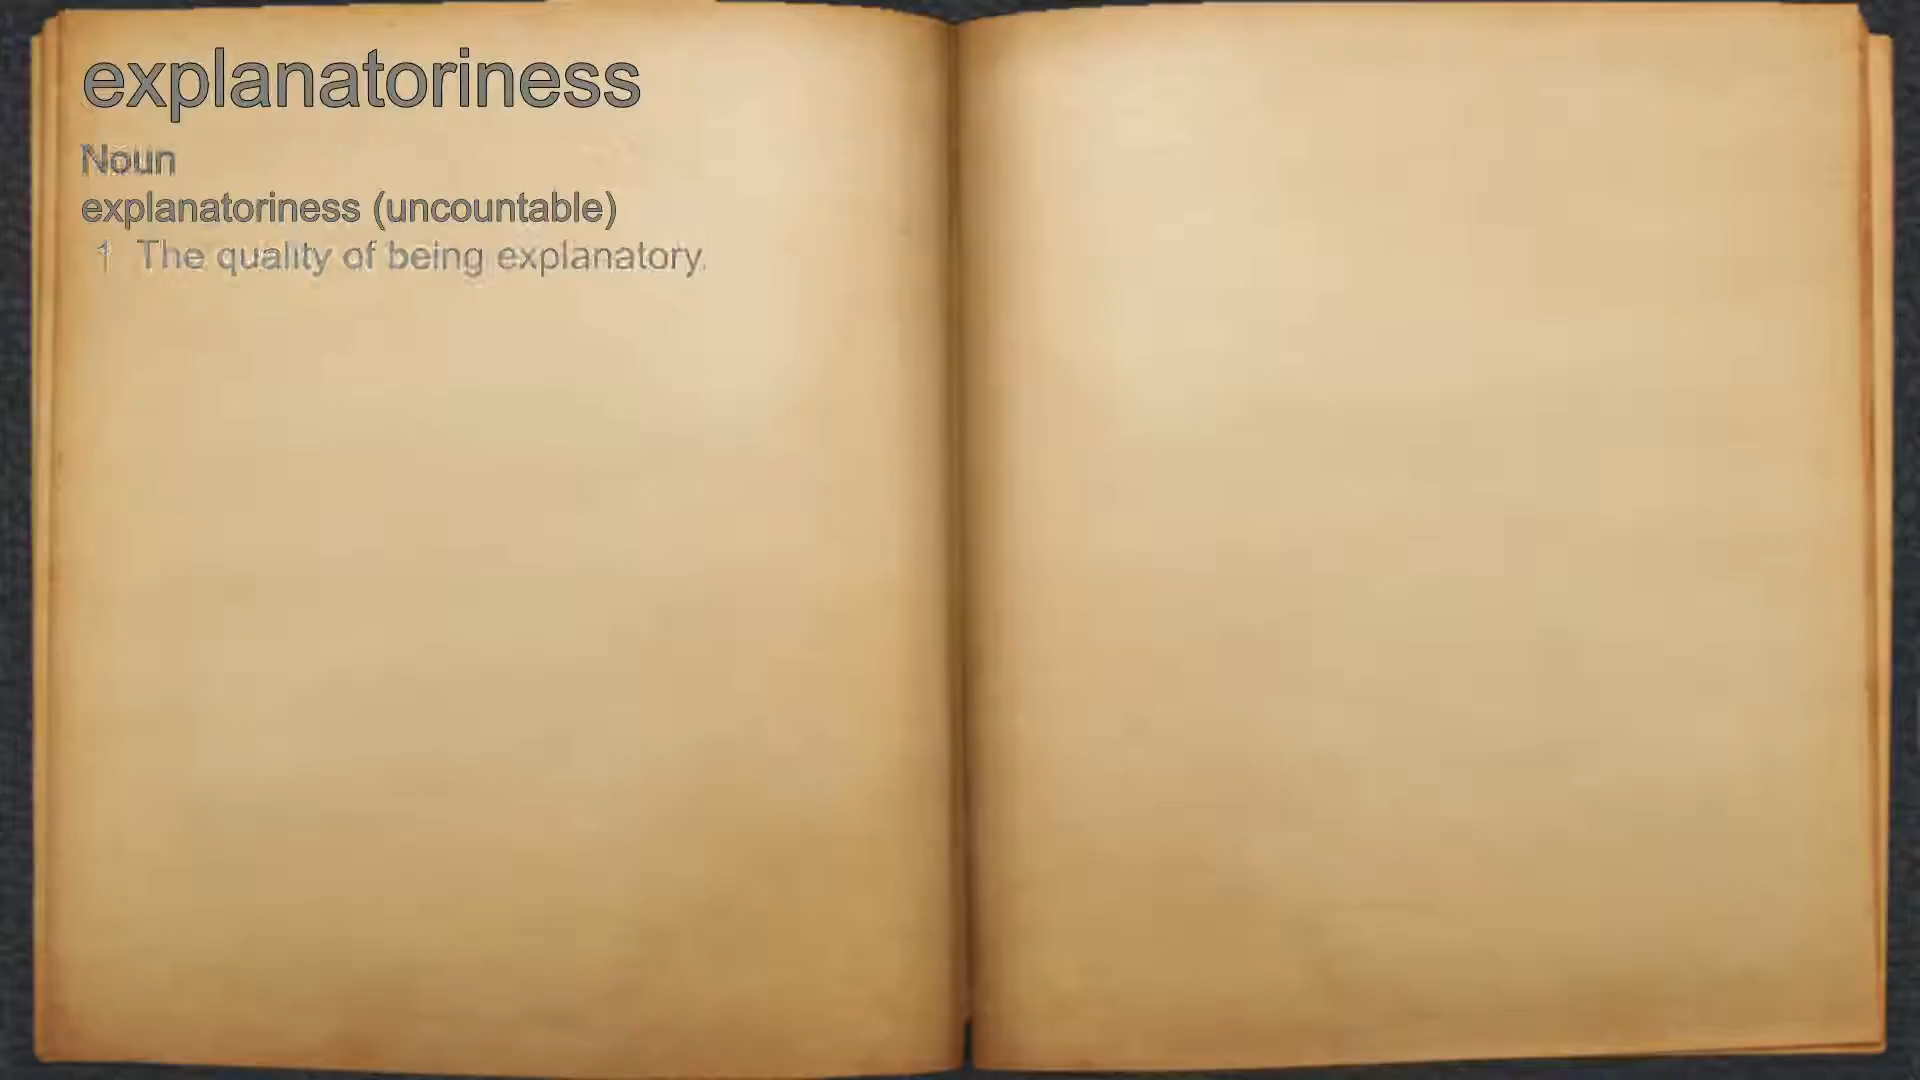 explanatoriness
Noun
explanatoriness (uncountable)
1 The quality of being explanatory.